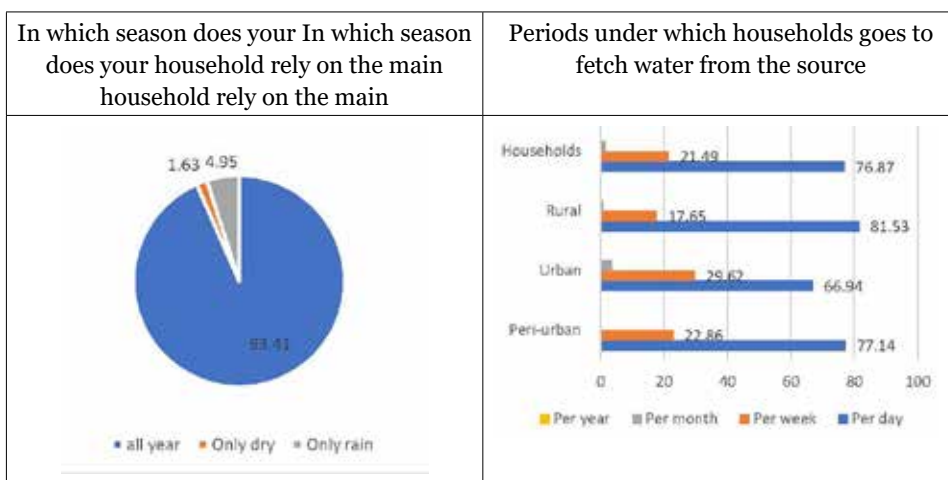 In which season does your In which season
does your household rely on the main
household rely on the main
Periods under which households goes to
fetch water from the source
1.63 4.95
93.41
all year Only dry Only rain
Households
21.49
76.87
Rural
17.65
81.53
Urban
29.62
66.94
Peri-urban
22.86
77.14
0 20 40 60 80 100
Per year Per month Per week Per day